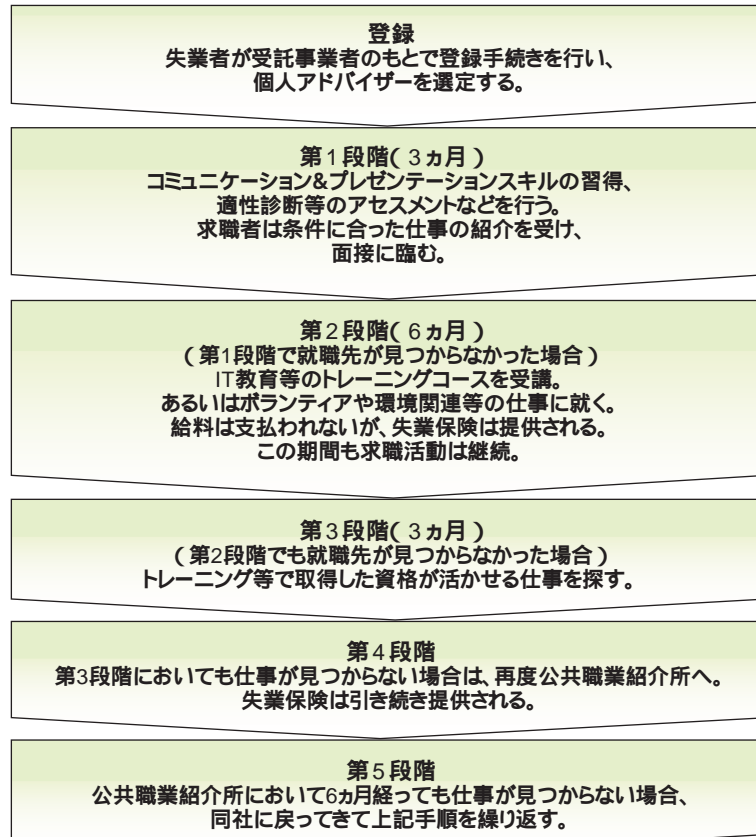 登録
失業者が受託事業者のもとで登録手続きを行い、
個人アドバイザーを選定する。
第1段階(3ヵ月)
コミュニケーション&プレゼンテーションスキルの習得、
適性診断等のアセスメントなどを行う。
求職者は条件に合った仕事の紹介を受け、
面接に臨む。
第2段階(6ヵ月)
(第1段階で就職先が見つからなかった場合)
IT教育等のトレーニングコースを受講。
あるいはボランティアや環境関連等の仕事に就く。
給料は支払われないが、失業保険は提供される。
この期間も求職活動は継続。
第3段階(3ヵ月)
(第2段階でも就職先が見つからなかった場合)
トレーニング等で取得した資格が活かせる仕事を探す。
第4段階
第3段階においても仕事が見つからない場合は、再度公共職業紹介所へ。
失業保険は引き続き提供される。
第5段階
公共職業紹介所において6ヵ月経っても仕事が見つからない場合、
同社に戻ってきて上記手順を繰り返す。